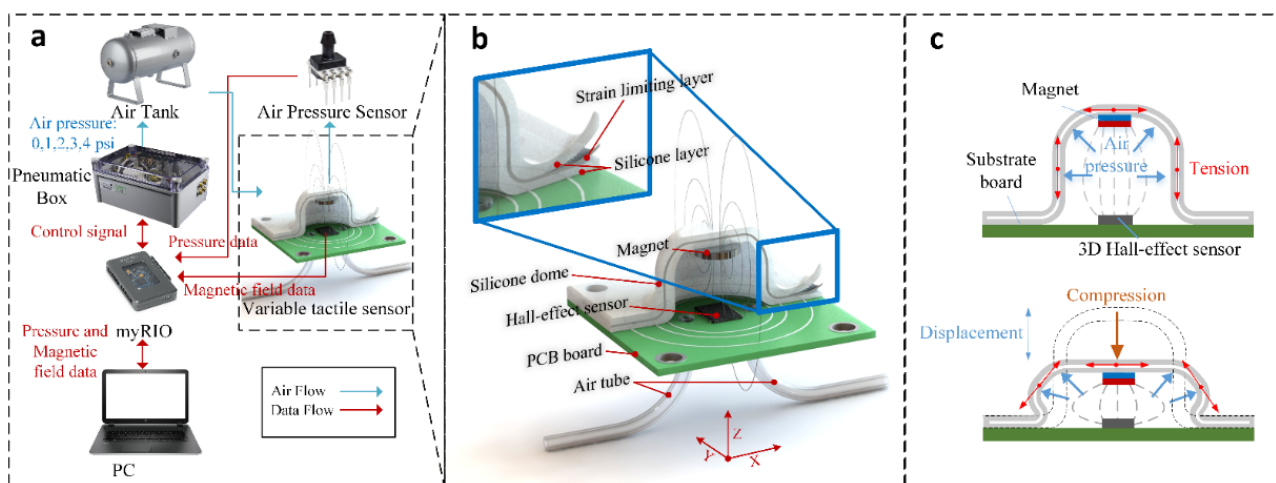 a
Air Tank
Air Pressure Sensor
Air pressure:
0,1,2,3,4 psi
Pneumatic
Box
Control signal
Pressure data
Magnetic field data
Variable tactile sensor
myRIO
Pressure and
Magnetic
field data
PC
Air Flow
Data Flow
b
Strain limiting layer
Silicone layer
Magnet
Silicone dome
Hall-effect sensor
PCB board
Air tube
Z
Y
X
c
Magnet
Air
pressure
Substrate
board
Tension
3D Hall-effect sensor
Compression
Displacement